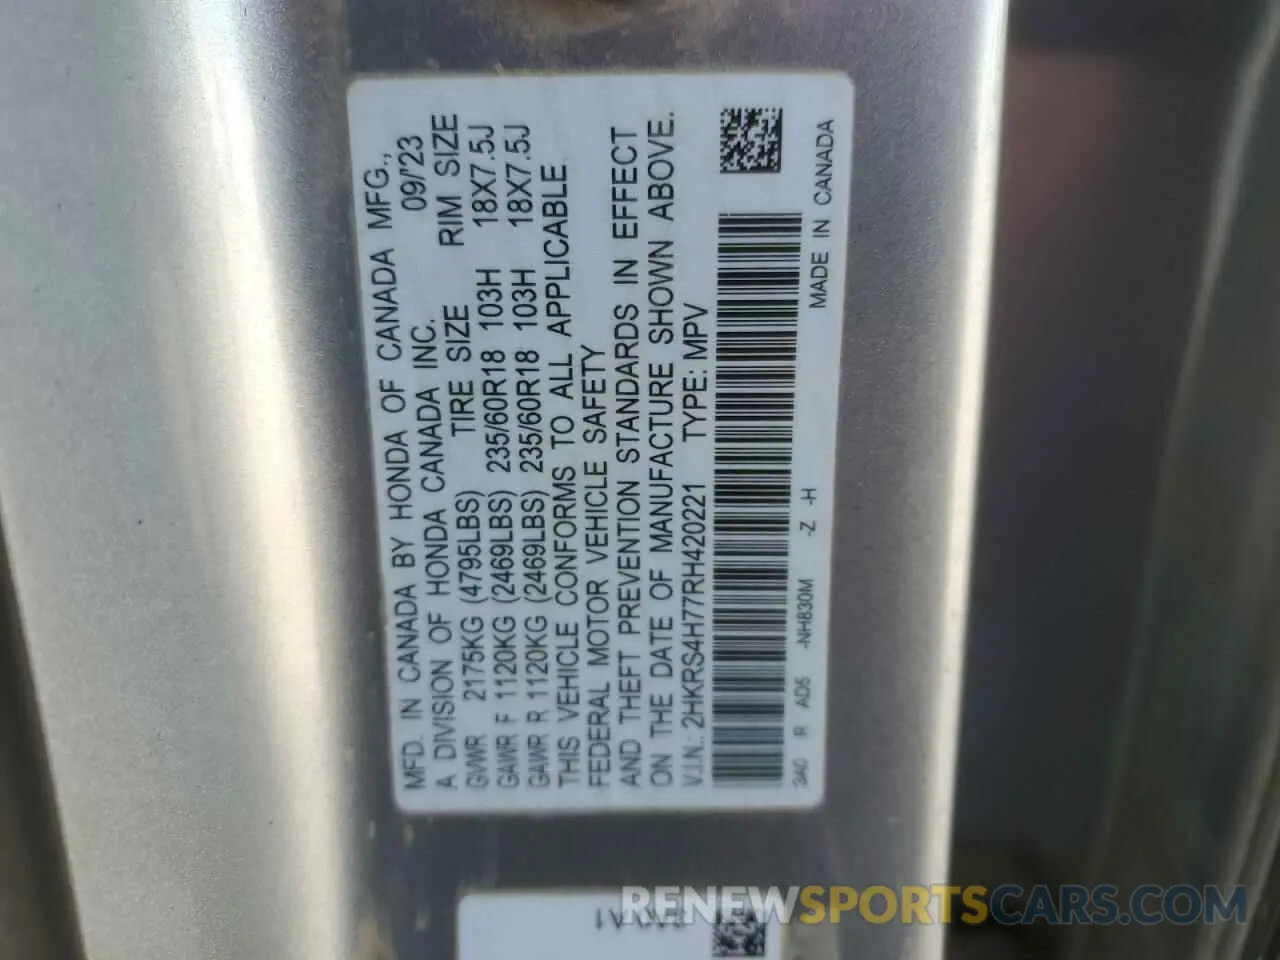 MFD. IN CANADA BY HONDA OF CANADA MFG.,
A DIVISION OF HONDA CANADA INC. 09/'23
GVWR 2175KG (4795LBS) TIRE SIZE RIM SIZE
GAWR F 1120KG (2469LBS) 235/60R18 103H 18X7.5J
GAWR R 1120KG (2469LBS) 235/60R18 103H 18X7.5J
THIS VEHICLE CONFORMS TO ALL APPLICABLE
FEDERAL MOTOR VEHICLE SAFETY
AND THEFT PREVENTION STANDARDS IN EFFECT
ON THE DATE OF MANUFACTURE SHOWN ABOVE.
V.I.N.: 2HKRS4H77RH420221 TYPE: MPV
3A0 R AD5 -NH830M -Z -H
MADE IN CANADA
RENEWSPORTSCARS.COM